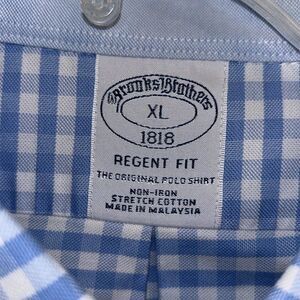 Brooks Brothers
XL
1818
REGENT FIT
THE ORIGINAL POLO SHIRT
NON-IRON
STRETCH COTTON
MADE IN MALAYSIA